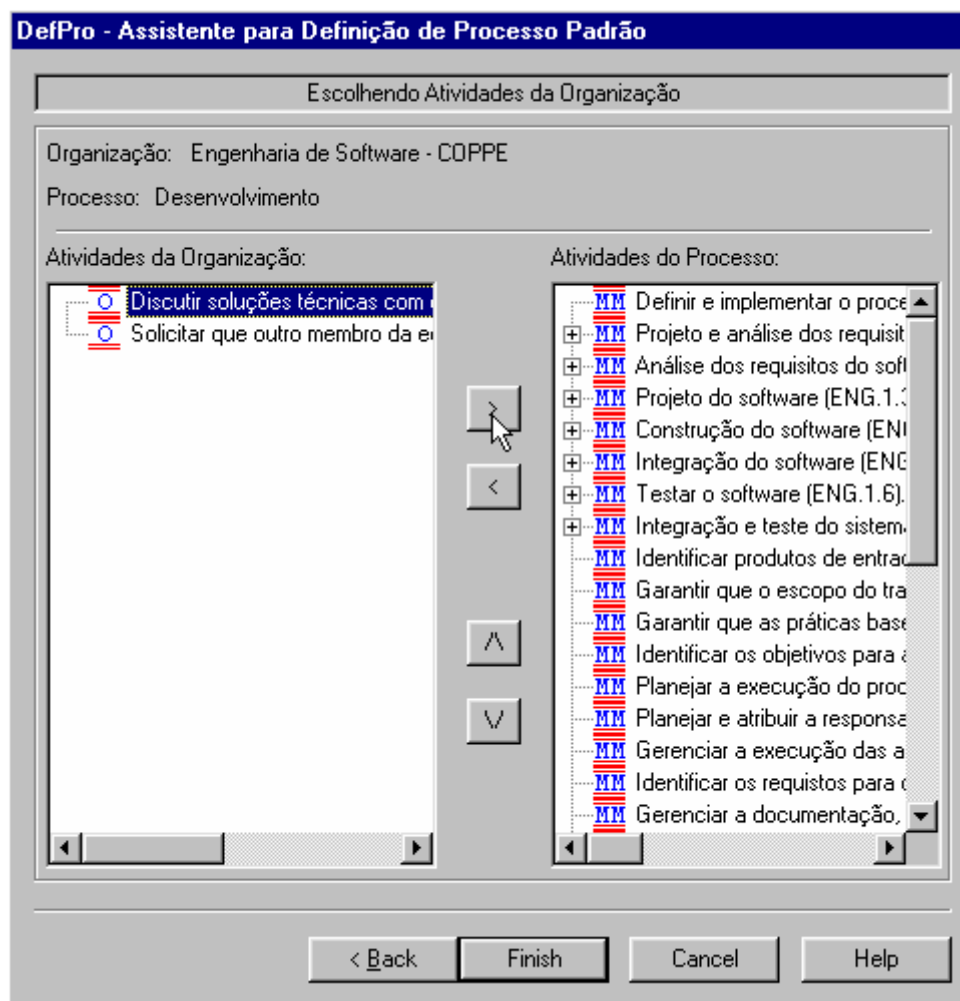 DefPro - Assistente para Definição de Processo Padrão
Escolhendo Atividades da Organização
Organização: Engenharia de Software - COPPE
Processo: Desenvolvimento
Atividades da Organização:
O Discutir soluções técnicas com
O Solicitar que outro membro da
Atividades do Processo:
MM Definir e implementar o proce
MM Projeto e análise dos requisit
MM Análise dos requisitos do soft
MM Projeto do software (ENG.1.3
MM Construção do software (EN
MM Integração do software (ENG
MM Testar o software (ENG.1.6).
MM Integração e teste do sistema
MM Identificar produtos de entrad
MM Garantir que o escopo do tra
MM Garantir que as práticas base
MM Identificar os objetivos para a
MM Planejar a execução do proc
MM Planejar e atribuir a responsa
MM Gerenciar a execução das a
MM Identificar os requistos para
MM Gerenciar a documentação,
>
<
/\
\/
< Back Finish Cancel Help